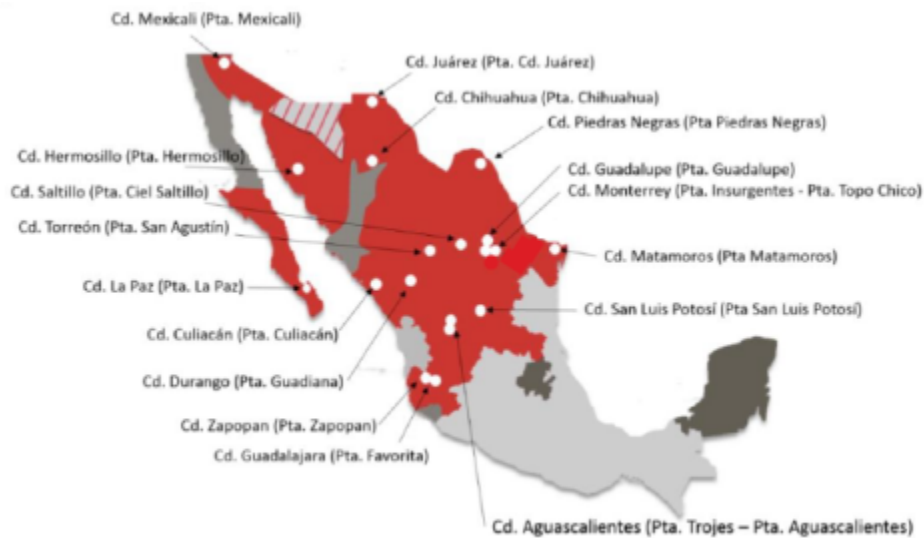 Cd. Mexicali (Pta. Mexicali)
Cd. Juárez (Pta. Cd. Juárez)
Cd. Chihuahua (Pta. Chihuahua)
Cd. Piedras Negras (Pta Piedras Negras)
Cd. Hermosillo (Pta. Hermosillo)
Cd. Guadalupe (Pta. Guadalupe)
Cd. Saltillo (Pta. Ciel Saltillo)
Cd. Monterrey (Pta. Insurgentes - Pta. Topo Chico)
Cd. Torreón (Pta. San Agustín)
Cd. Matamoros (Pta Matamoros)
Cd. La Paz (Pta. La Paz)
Cd. San Luis Potosí (Pta San Luis Potosí)
Cd. Culiacán (Pta. Culiacán)
Cd. Durango (Pta. Guadiana)
Cd. Zapopan (Pta. Zapopan)
Cd. Guadalajara (Pta. Favorita)
Cd. Aguascalientes (Pta. Trojes – Pta. Aguascalientes)